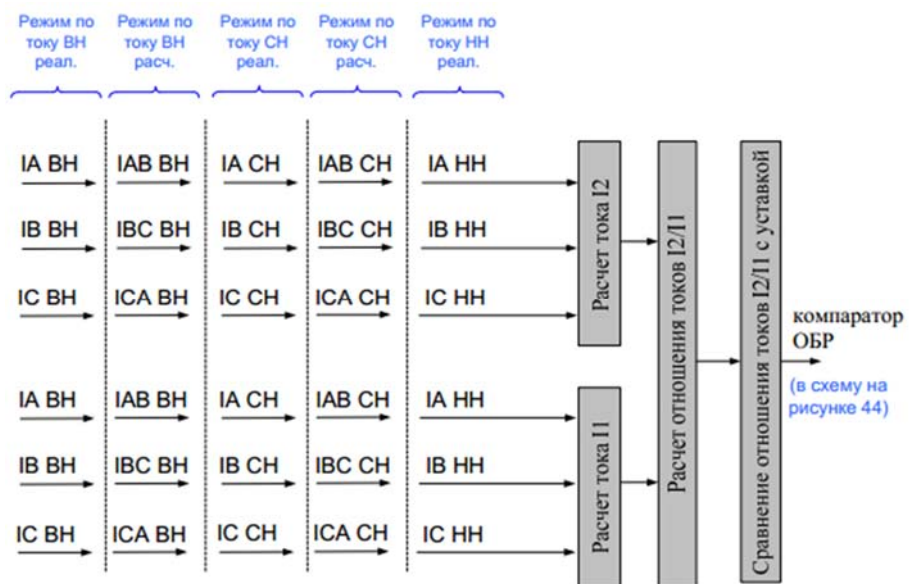 Режим по Режим по Режим по Режим по Режим по
току ВН току ВН току СН току СН току НН
реал. расч. реал. расч. реал.
IA ВН IAB ВН IA СН IAB СН IA НН
IB ВН IBC ВН IB СН IBC СН IB НН
IC ВН ICA ВН IC СН ICA СН IC НН
Расчет тока I2
IA ВН IAB ВН IA СН IAB СН IA НН
IB ВН IBC ВН IB СН IBC СН IB НН
IC ВН ICA ВН IC СН ICA СН IC НН
Расчет тока I1
Расчет отношения токов I2/I1
Сравнение отношения токов I2/I1 с уставкой
компаратор
ОБР
(в схему на
рисунке 44)